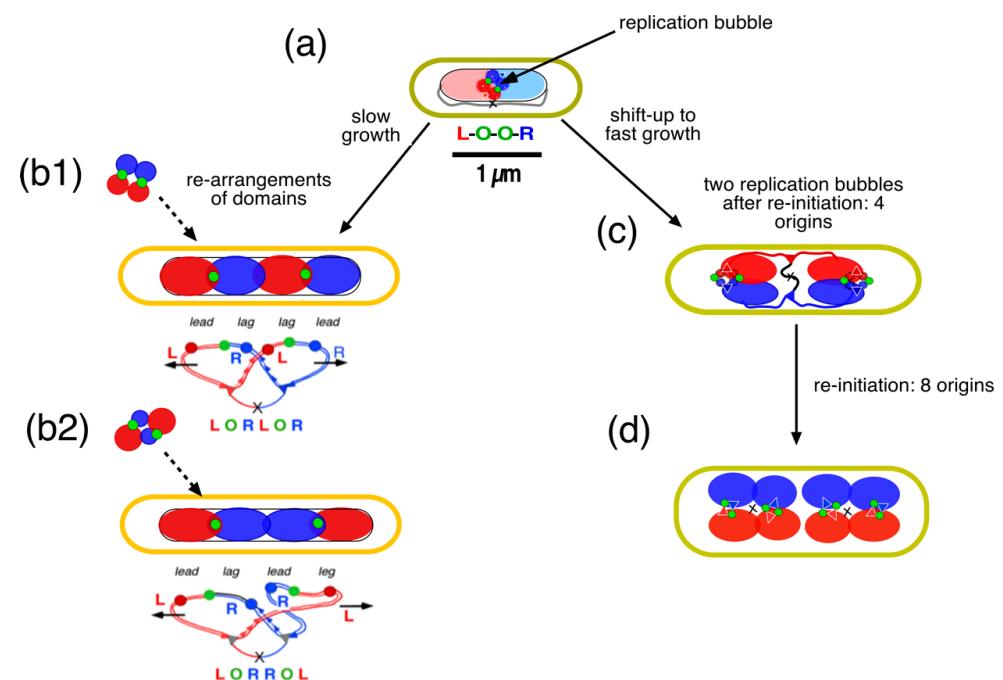 (a)
replication bubble
slow
growth
L-O-O-R
1 µm
shift-up to
fast growth
(b1)
re-arrangements
of domains
two replication bubbles
after re-initiation: 4
origins
(c)
lead lag lag lead
L R L R
L O R L O R
re-initiation: 8 origins
(b2)
(d)
lead lag lead leg
L R R L
L O R R O L